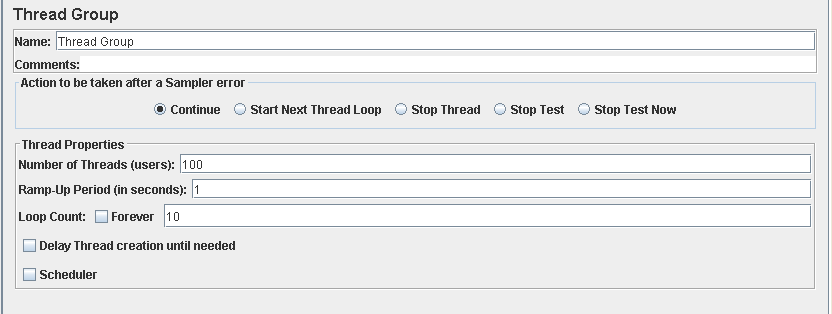 Thread Group
Name: Thread Group
Comments:
Action to be taken after a Sampler error
Continue Start Next Thread Loop Stop Thread Stop Test Stop Test Now
Thread Properties
Number of Threads (users): 100
Ramp-Up Period (in seconds): 1
Loop Count: Forever 10
Delay Thread creation until needed
Scheduler